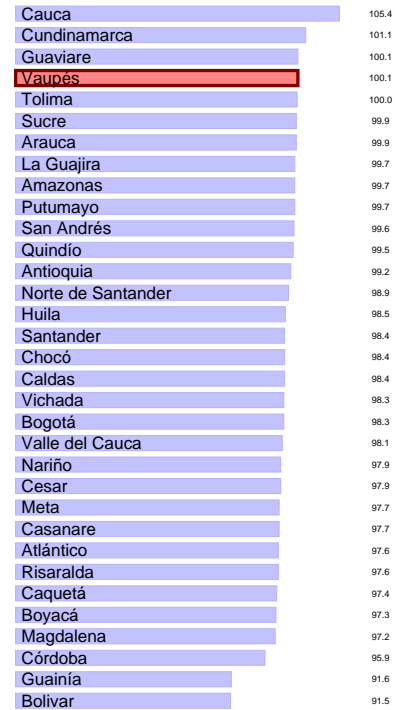 Cauca 105.4
Cundinamarca 101.1
Guaviare 100.1
Vaupés 100.1
Tolima 100.0
Sucre 99.9
Arauca 99.9
La Guajira 99.7
Amazonas 99.7
Putumayo 99.7
San Andrés 99.6
Quindío 99.5
Antioquia 99.2
Norte de Santander 98.9
Huila 98.5
Santander 98.4
Chocó 98.4
Caldas 98.4
Vichada 98.3
Bogotá 98.3
Valle del Cauca 98.1
Nariño 97.9
Cesar 97.9
Meta 97.7
Casanare 97.7
Atlántico 97.6
Risaralda 97.6
Caquetá 97.4
Boyacá 97.3
Magdalena 97.2
Córdoba 95.9
Guainía 91.6
Bolivar 91.5